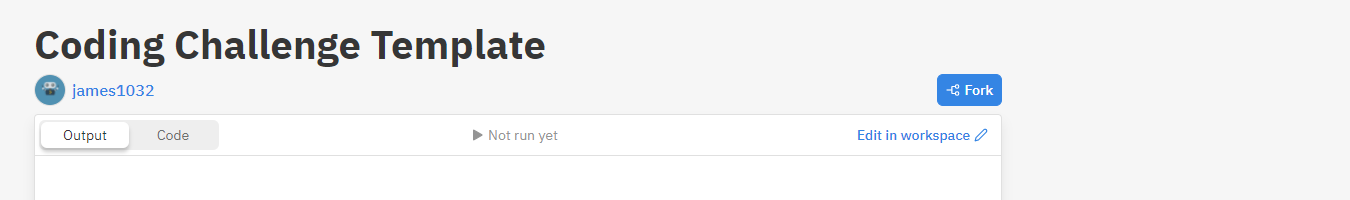 Coding Challenge Template
james1032
Fork
Output Code Not run yet Edit in workspace